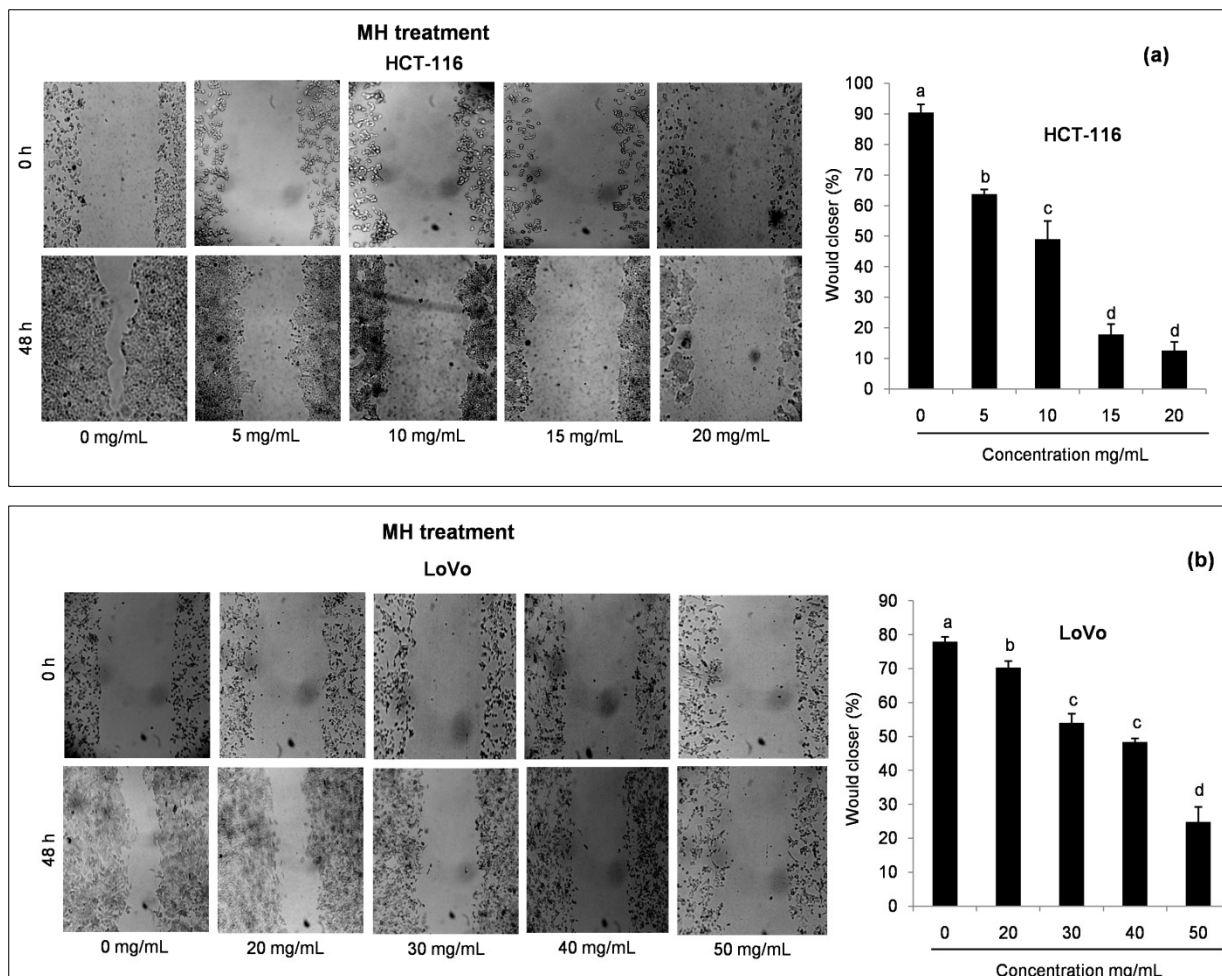 MH treatment
HCT-116
(a)
0 h
48 h
0 mg/mL
5 mg/mL
10 mg/mL
15 mg/mL
20 mg/mL
HCT-116
Would closer (%)
100
90
80
70
60
50
40
30
20
10
0
a
b
c
d
d
0 5 10 15 20
Concentration mg/mL
MH treatment
LoVo
(b)
0 h
48 h
0 mg/mL
20 mg/mL
30 mg/mL
40 mg/mL
50 mg/mL
LoVo
Would closer (%)
90
80
70
60
50
40
30
20
10
0
a
b
c
c
d
0 20 30 40 50
Concentration mg/mL